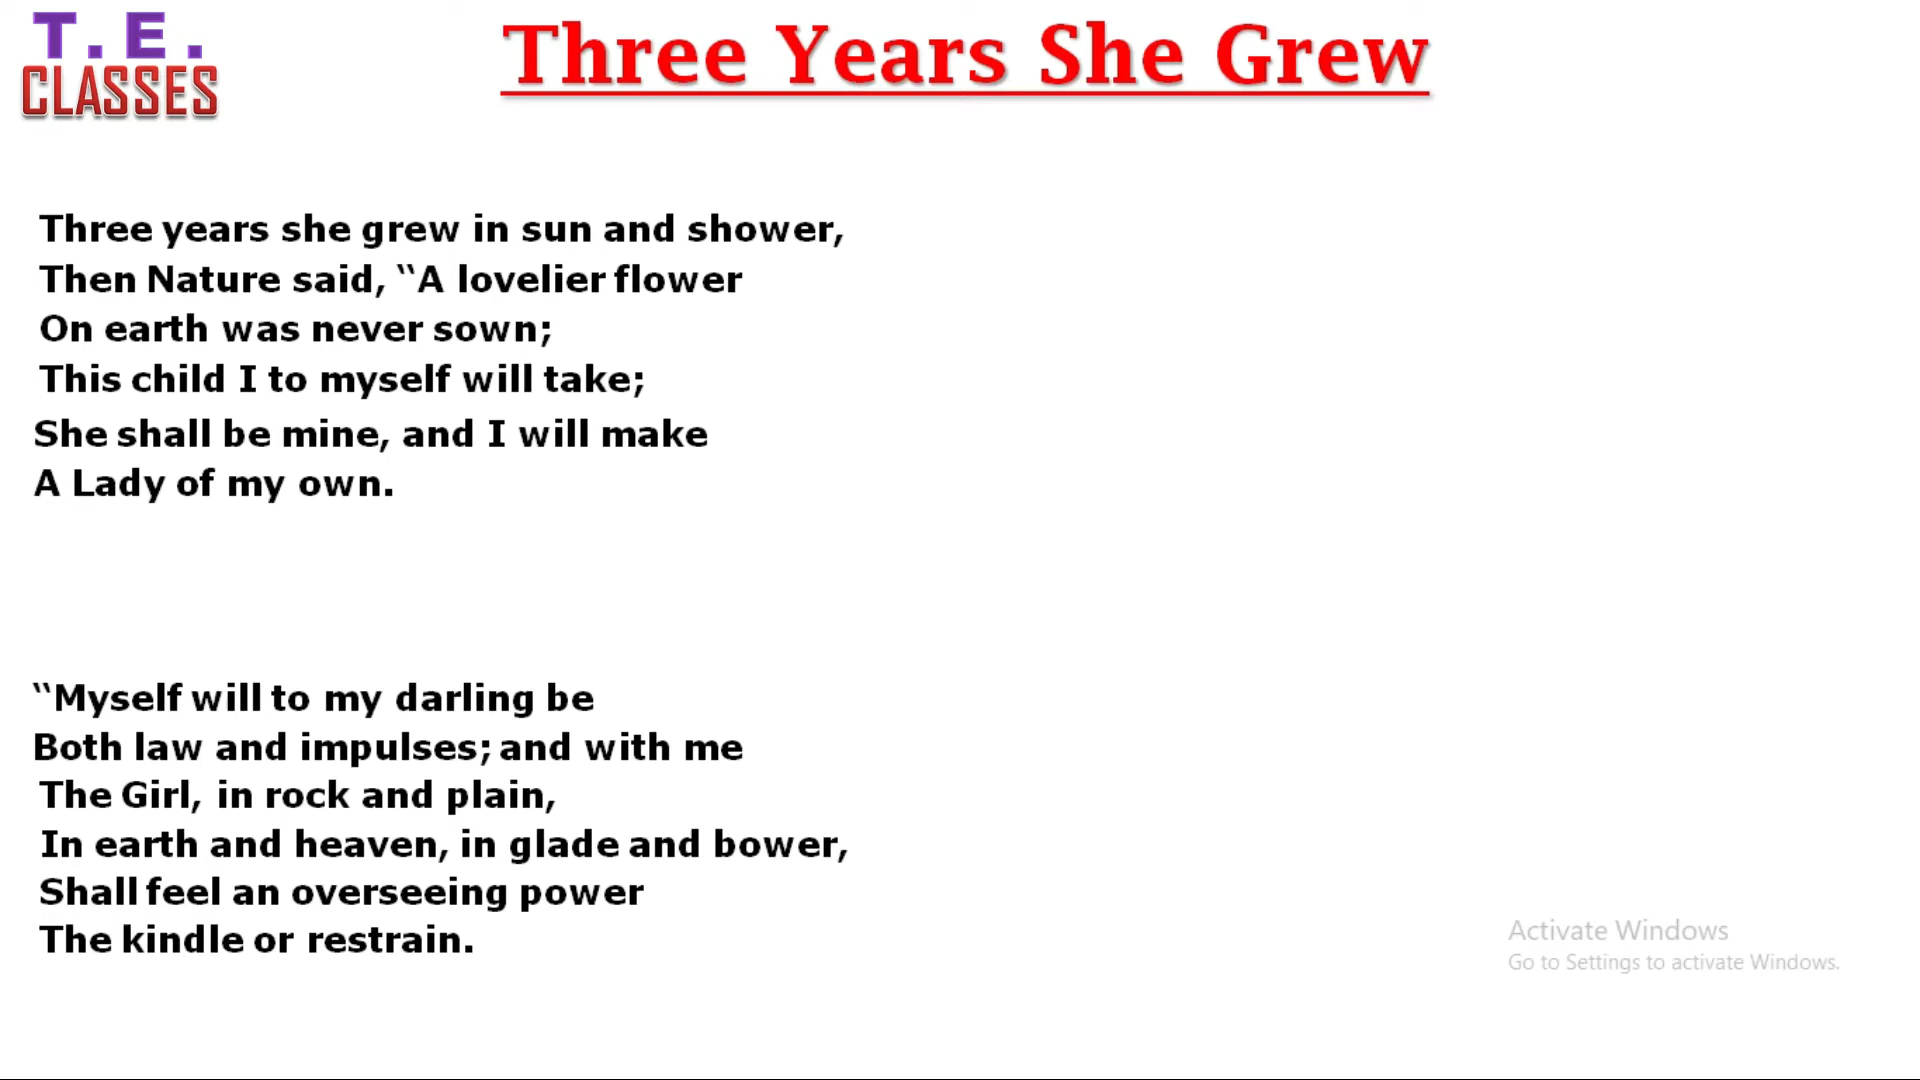 T.E.
CLASSES
Three Years She Grew
Three years she grew in sun and shower,
Then Nature said, “A lovelier flower
On earth was never sown;
This child I to myself will take;
She shall be mine, and I will make
A Lady of my own.
“Myself will to my darling be
Both law and impulses; and with me
The Girl, in rock and plain,
In earth and heaven, in glade and bower,
Shall feel an overseeing power
The kindle or restrain.
Activate Windows
Go to Settings to activate Windows.